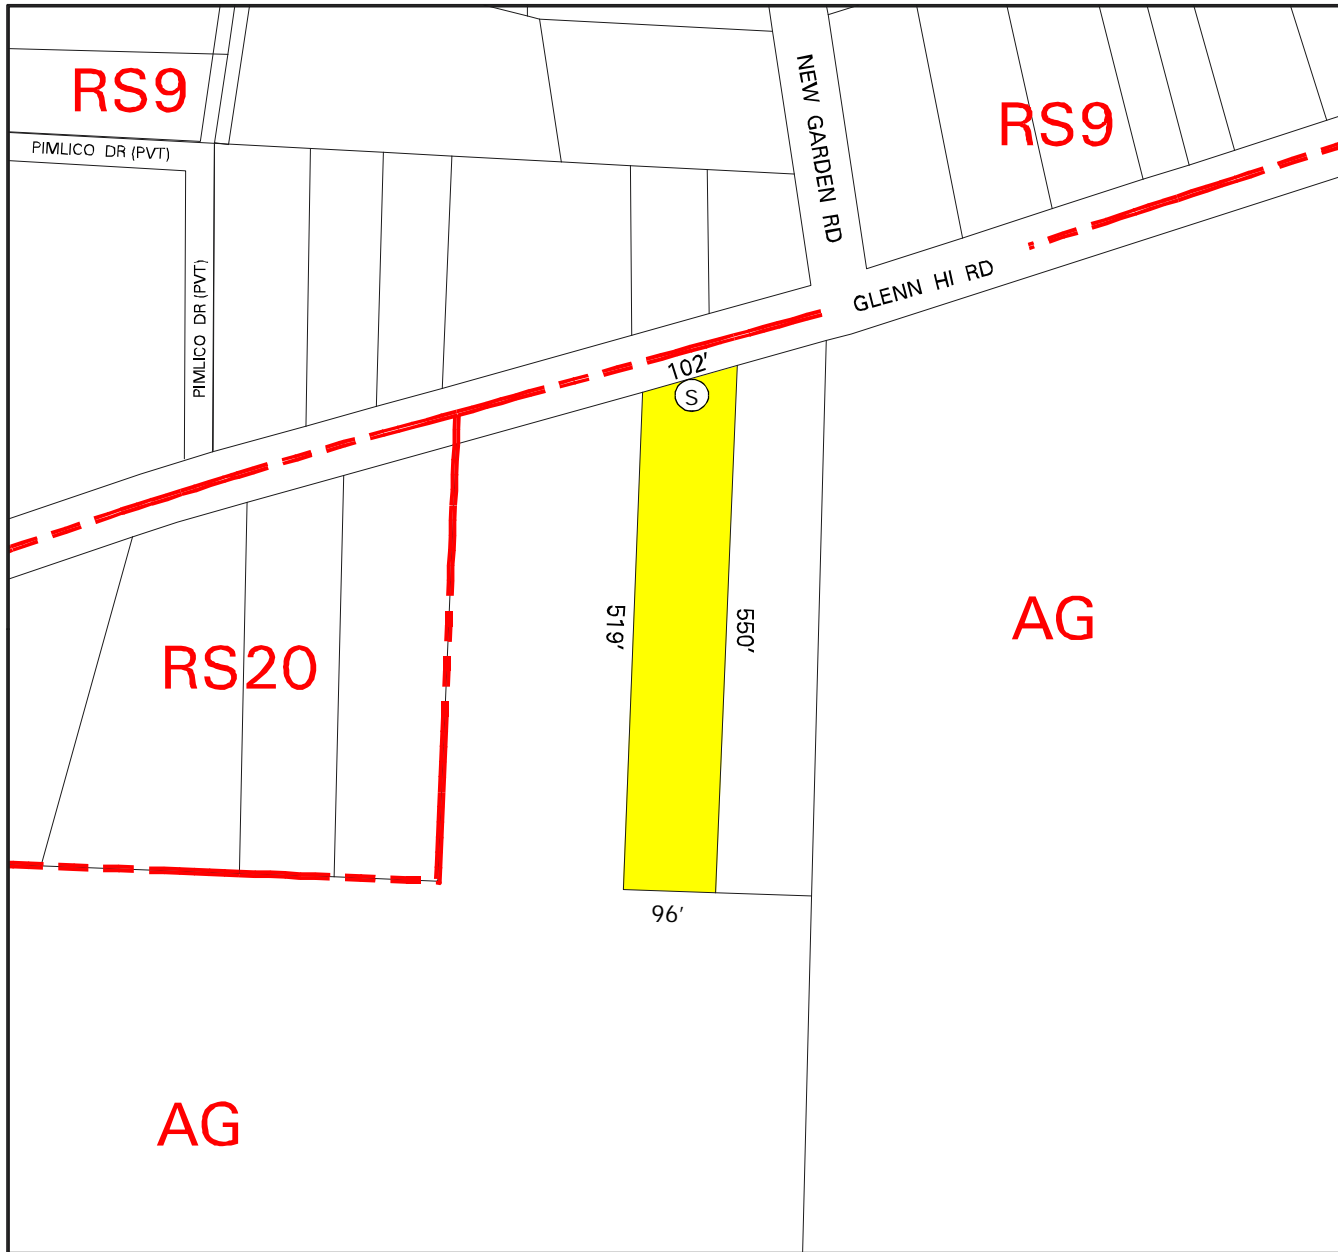 RS9
NEW GARDEN RD
RS9
PIMLICO DR (PVT)
PIMLICO DR (PVT)
GLENN HI RD
102'
S
519'
550'
AG
RS20
96'
AG